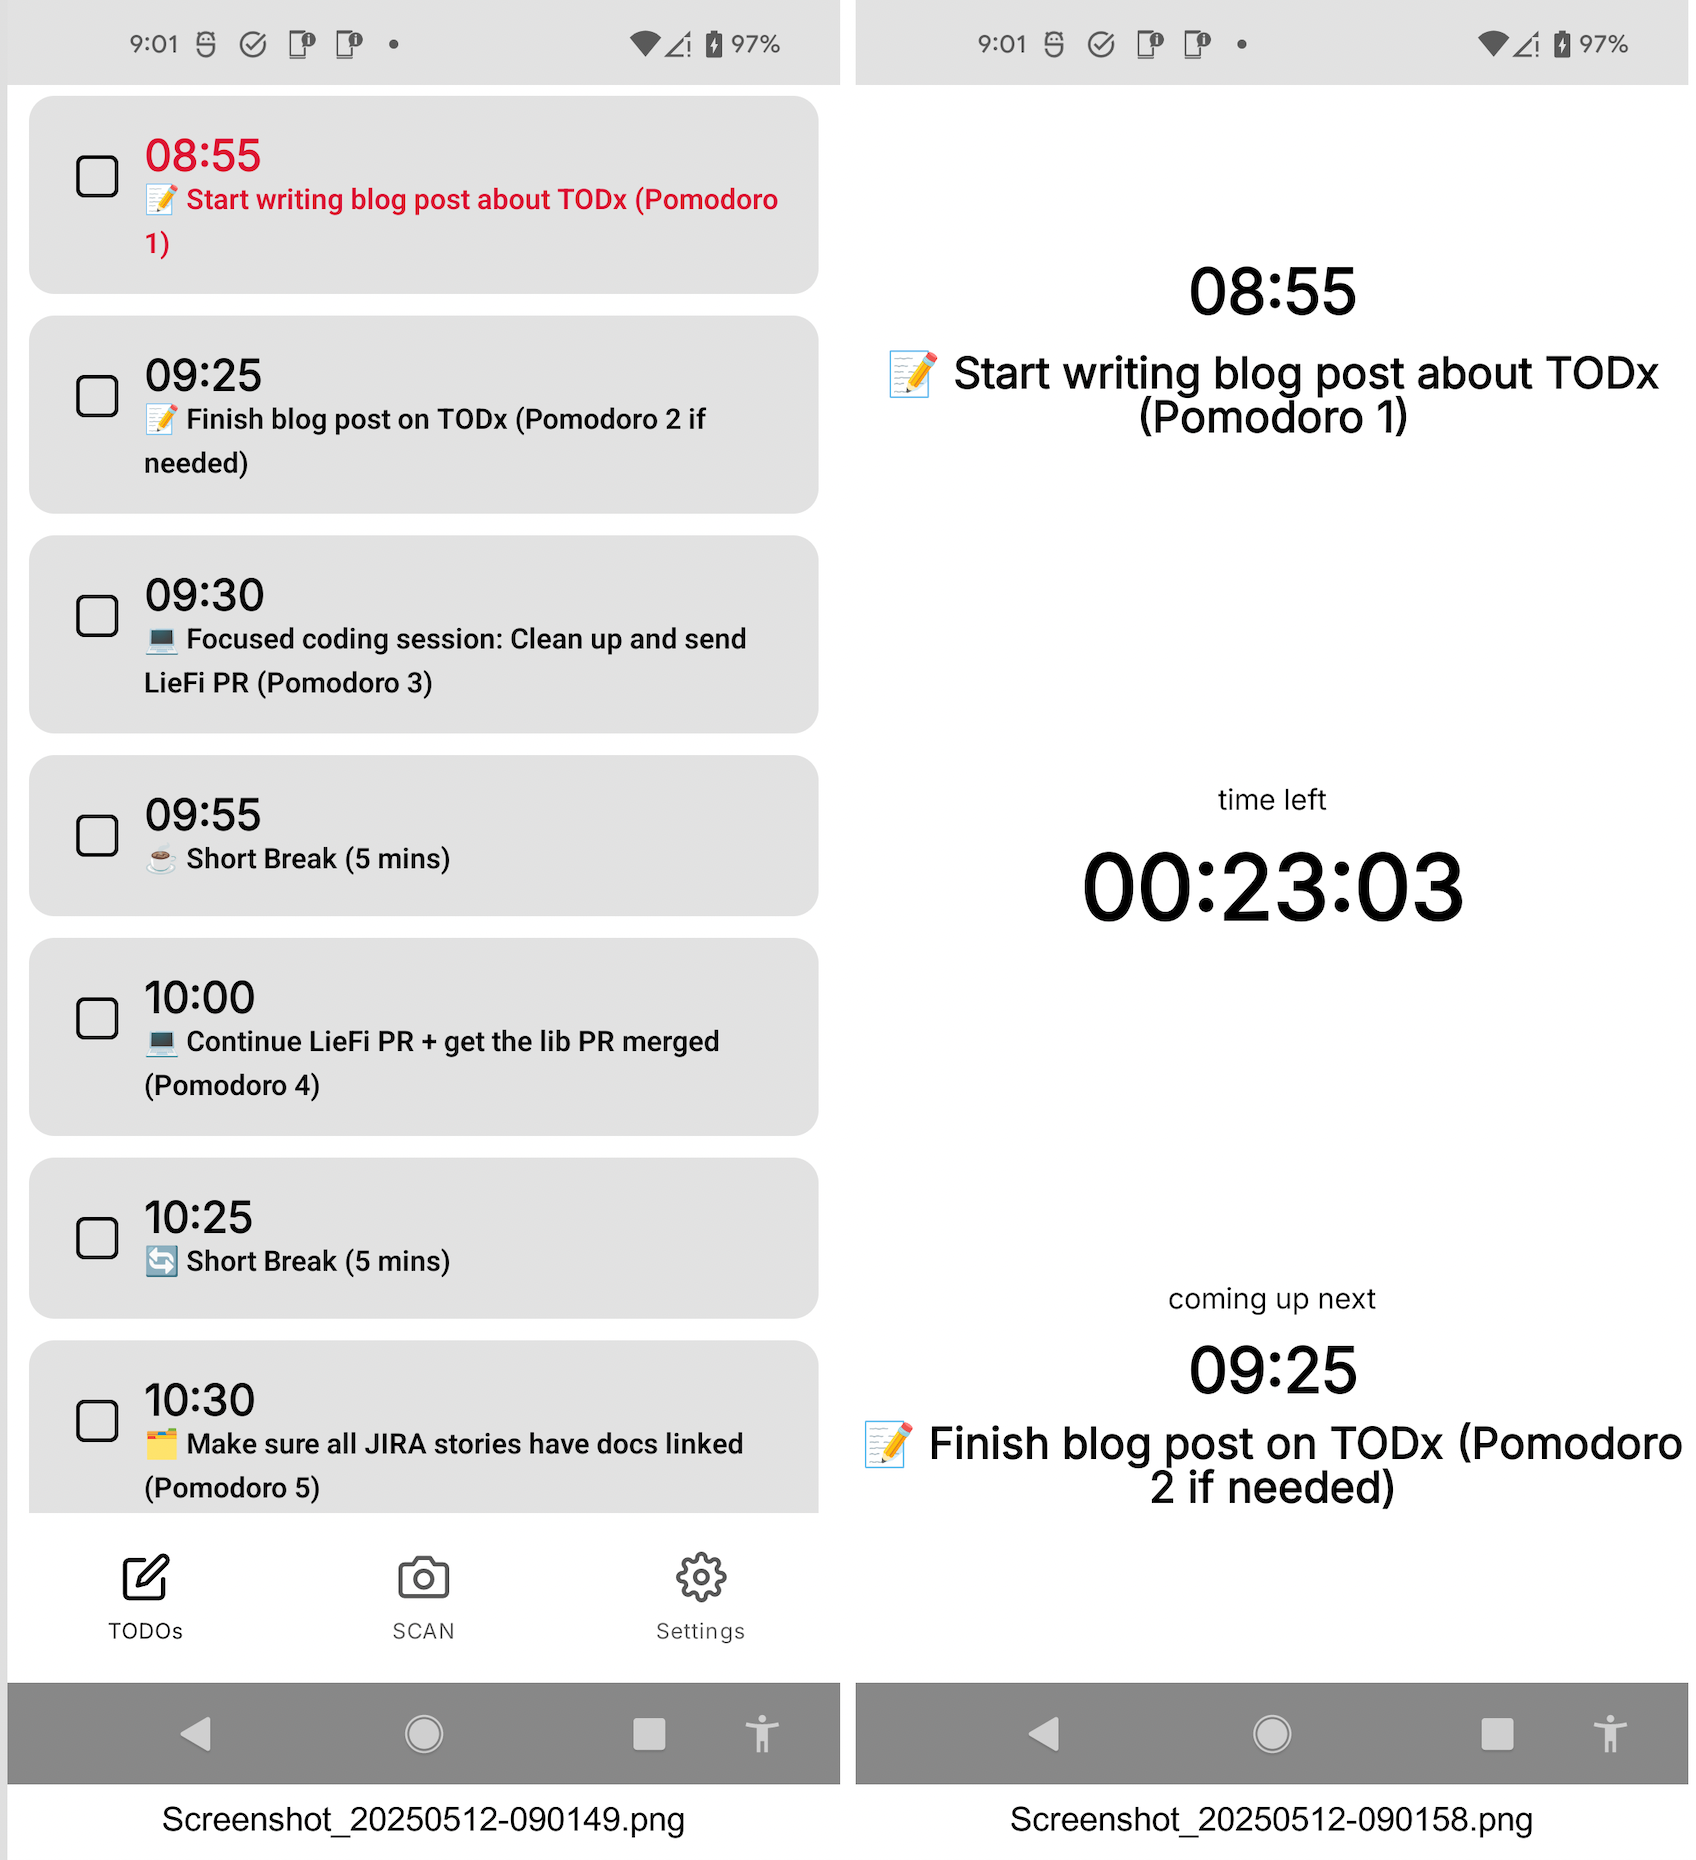 9:01
97%
08:55
📝 Start writing blog post about TODx (Pomodoro
1)
09:25
📝 Finish blog post on TODx (Pomodoro 2 if
needed)
09:30
💻 Focused coding session: Clean up and send
LieFi PR (Pomodoro 3)
09:55
☕ Short Break (5 mins)
10:00
💻 Continue LieFi PR + get the lib PR merged
(Pomodoro 4)
10:25
🔄 Short Break (5 mins)
10:30
🗂️ Make sure all JIRA stories have docs linked
(Pomodoro 5)
TODOs
SCAN
Settings
Screenshot_20250512-090149.png
9:01
97%
08:55
📝 Start writing blog post about TODx
(Pomodoro 1)
time left
00:23:03
coming up next
09:25
📝 Finish blog post on TODx (Pomodoro
2 if needed)
Screenshot_20250512-090158.png